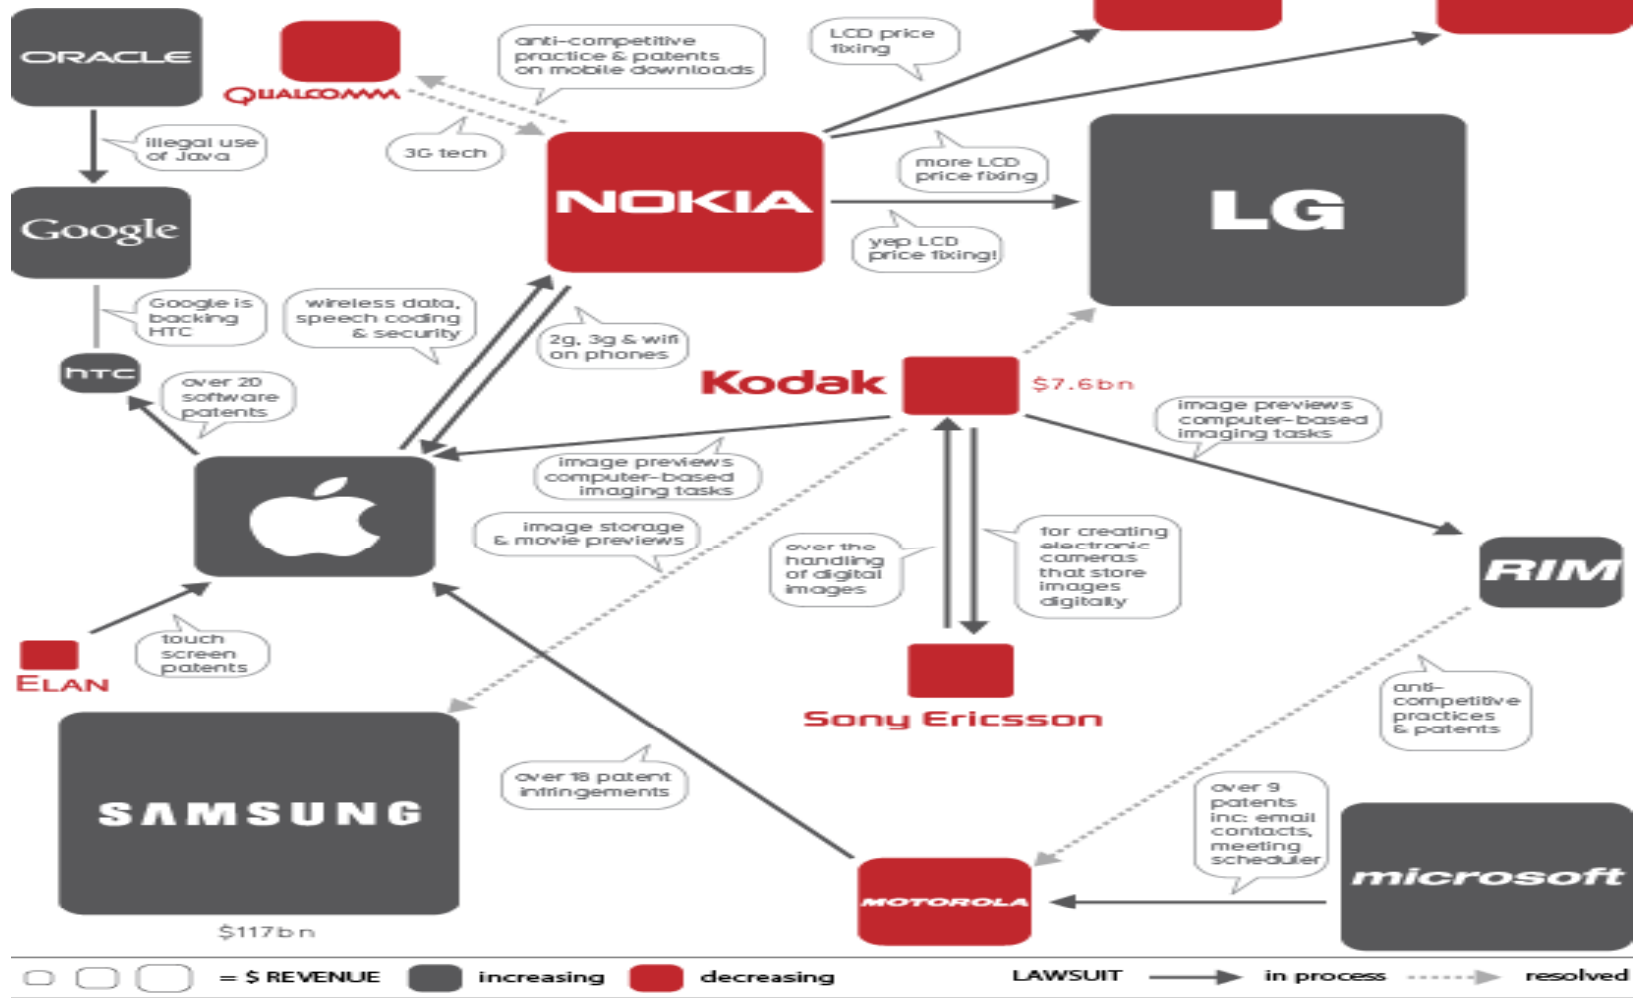 ORACLE
QUALCOMM
anti-competitive
practice & patents
on mobile downloads
LCD price
fixing
illegal use
of Java
3G tech
more LCD
price fixing
NOKIA
LG
Google
yep LCD
price fixing!
Google is
backing
HTC
wireless data,
speech coding
& security
2g, 3g & wifi
on phones
hTC
over 20
software
patents
Kodak
$7.6bn
image previews
computer-based
imaging tasks
image previews
computer-based
imaging tasks
image storage
& movie previews
over the
handling
of digital
images
for creating
electronic
cameras
that store
images
digitally
RIM
touch
screen
patents
ELAN
Sony Ericsson
anti-
competitive
practices
& patents
SAMSUNG
over 18 patent
infringements
over 9
patents
inc: email
contacts,
meeting
scheduler
microsoft
MOTOROLA
$117bn
= $ REVENUE
increasing
decreasing
LAWSUIT
in process
resolved